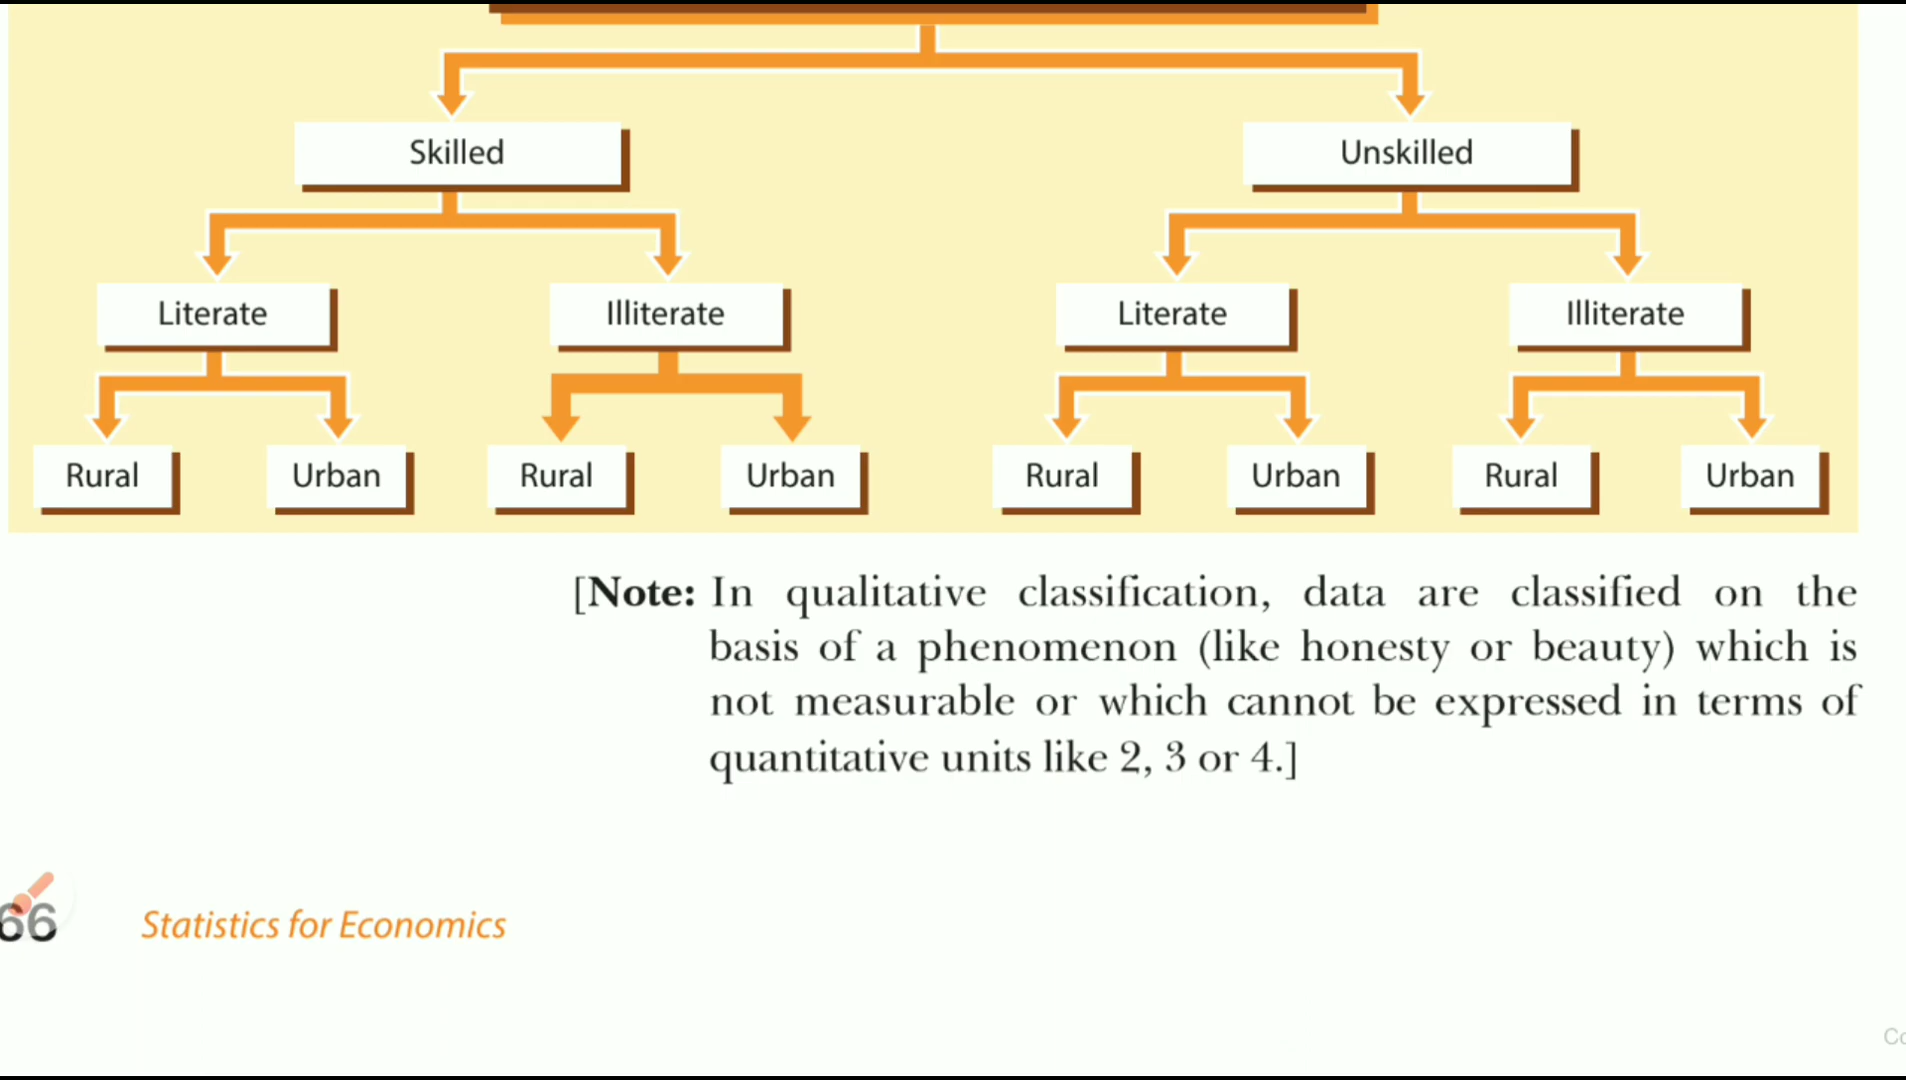 Skilled Unskilled
Literate Illiterate Literate Illiterate
Rural Urban Rural Urban Rural Urban Rural Urban
[Note: In qualitative classification, data are classified on the
basis of a phenomenon (like honesty or beauty) which is
not measurable or which cannot be expressed in terms of
quantitative units like 2, 3 or 4.]
66 Statistics for Economics